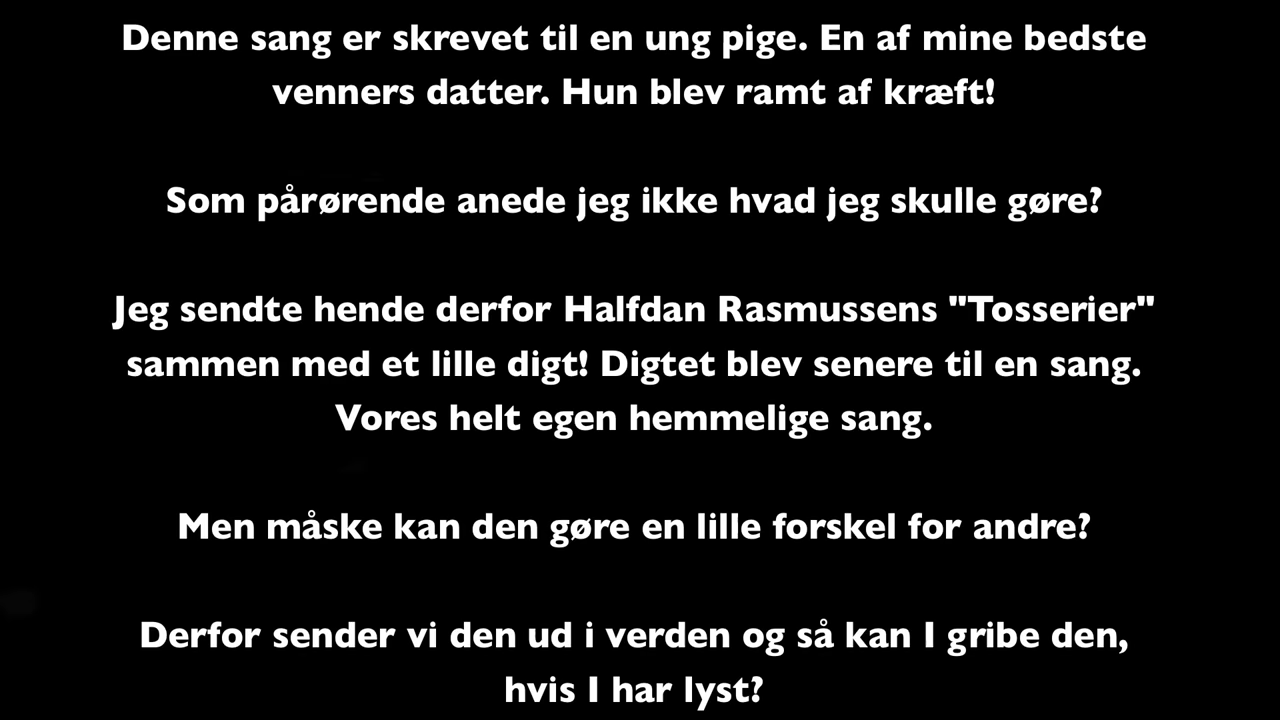 Denne sang er skrevet til en ung pige. En af mine bedste
venners datter. Hun blev ramt af kræft!
Som pårørende anede jeg ikke hvad jeg skulle gøre?
Jeg sendte hende derfor Halfdan Rasmussens "Tosserier"
sammen med et lille digt! Digtet blev senere til en sang.
Vores helt egen hemmelige sang.
Men måske kan den gøre en lille forskel for andre?
Derfor sender vi den ud i verden og så kan I gribe den,
hvis I har lyst?